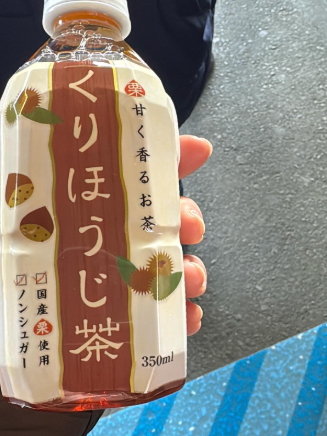 栗
甘く香るお茶
くりほうじ茶
国産栗使用
ノンシュガー
350ml